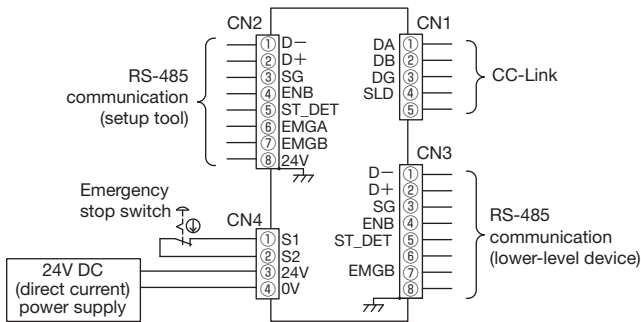 CN2
① D−
② D+
③ SG
④ ENB
⑤ ST_DET
⑥ EMGA
⑦ EMGB
⑧ 24V
RS-485
communication
(setup tool)
CN1
DA ①
DB ②
DG ③
SLD ④
⑤
CC-Link
Emergency
stop switch
CN4
① S1
② S2
③ 24V
④ 0V
24V DC
(direct current)
power supply
CN3
D− ①
D+ ②
SG ③
ENB ④
ST_DET ⑤
⑥
EMGB ⑦
⑧
RS-485
communication
(lower-level device)